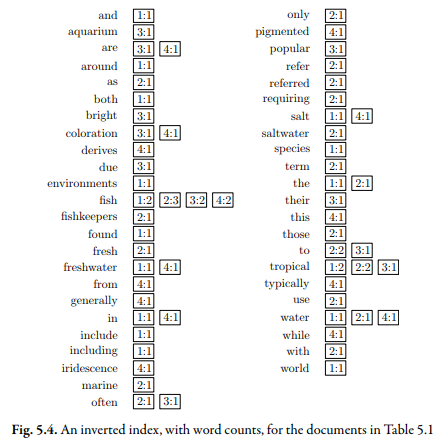 and 1:1
aquarium 3:1
are 3:1 4:1
around 1:1
as 2:1
both 1:1
bright 3:1
coloration 3:1 4:1
derives 4:1
due 3:1
environments 1:1
fish 1:2 2:3 3:2 4:2
fishkeepers 2:1
found 1:1
fresh 2:1
freshwater 1:1 4:1
from 4:1
generally 4:1
in 1:1 4:1
include 1:1
including 1:1
iridescence 4:1
marine 2:1
often 2:1 3:1
only 2:1
pigmented 4:1
popular 3:1
refer 2:1
referred 2:1
requiring 2:1
salt 1:1 4:1
saltwater 2:1
species 1:1
term 2:1
the 1:1 2:1
their 3:1
this 4:1
those 2:1
to 2:2 3:1
tropical 1:2 2:2 3:1
typically 4:1
use 2:1
water 1:1 2:1 4:1
while 4:1
with 2:1
world 1:1
Fig. 5.4. An inverted index, with word counts, for the documents in Table 5.1